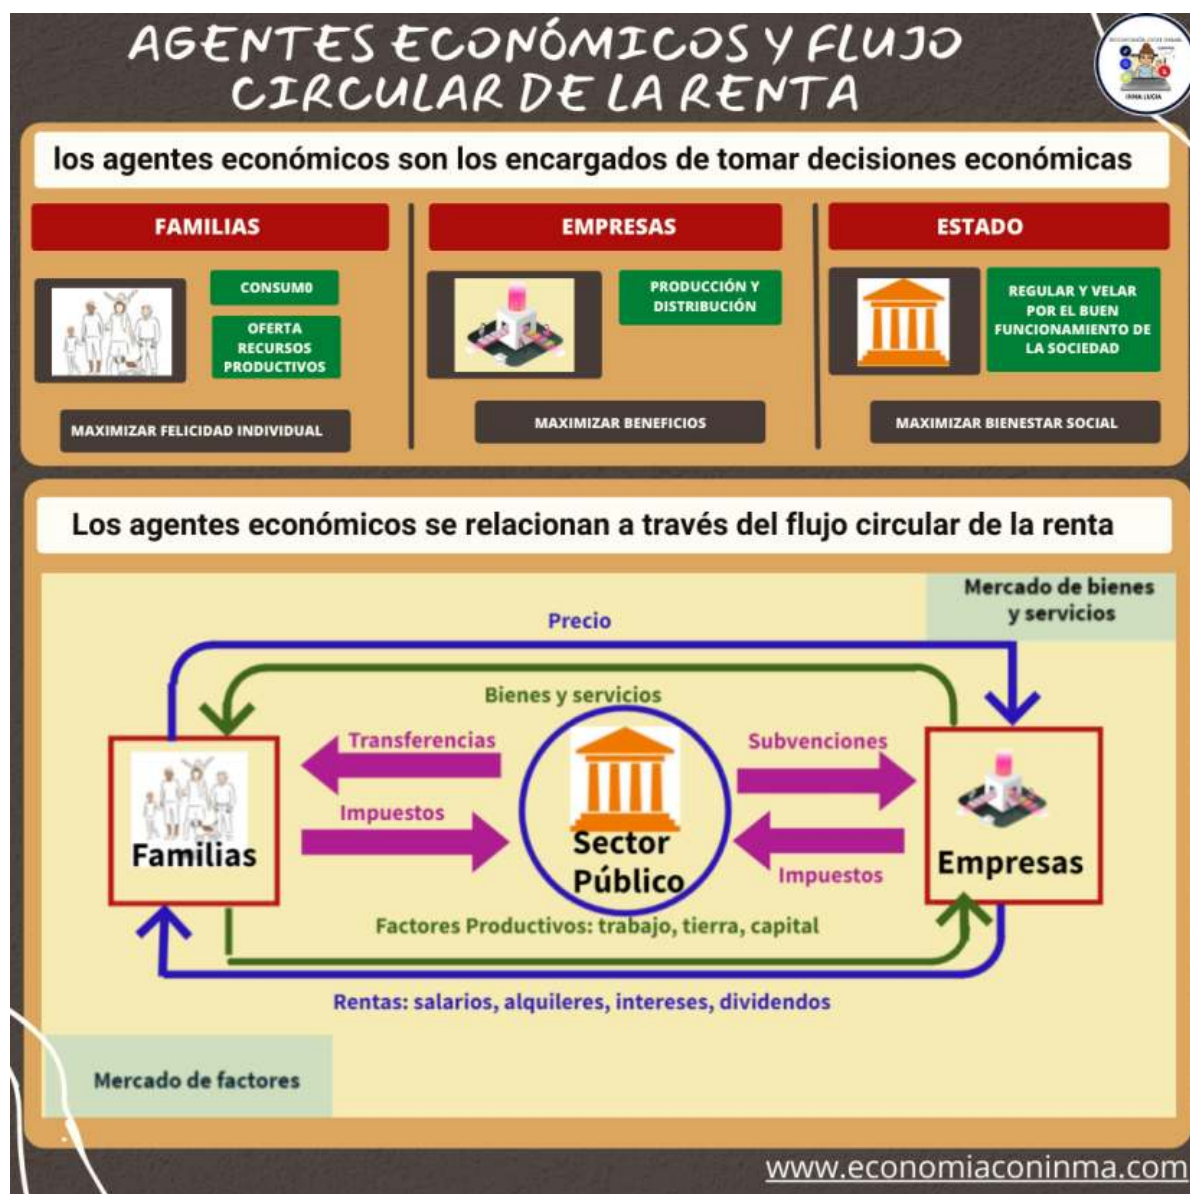 AGENTES ECONÓMICOS Y FLUJO
CIRCULAR DE LA RENTA
INMA LUCIA
los agentes económicos son los encargados de tomar decisiones económicas
FAMILIAS
CONSUM0
OFERTA
RECURSOS
PRODUCTIVOS
MAXIMIZAR FELICIDAD INDIVIDUAL
EMPRESAS
PRODUCCIÓN Y
DISTRIBUCIÓN
MAXIMIZAR BENEFICIOS
ESTADO
REGULAR Y VELAR
POR EL BUEN
FUNCIONAMIENTO DE
LA SOCIEDAD
MAXIMIZAR BIENESTAR SOCIAL
Los agentes económicos se relacionan a través del flujo circular de la renta
Mercado de bienes
y servicios
Precio
Bienes y servicios
Transferencias
Subvenciones
Impuestos
Familias
Sector
Público
Impuestos
Empresas
Factores Productivos: trabajo, tierra, capital
Rentas: salarios, alquileres, intereses, dividendos
Mercado de factores
www.economiaconinma.com